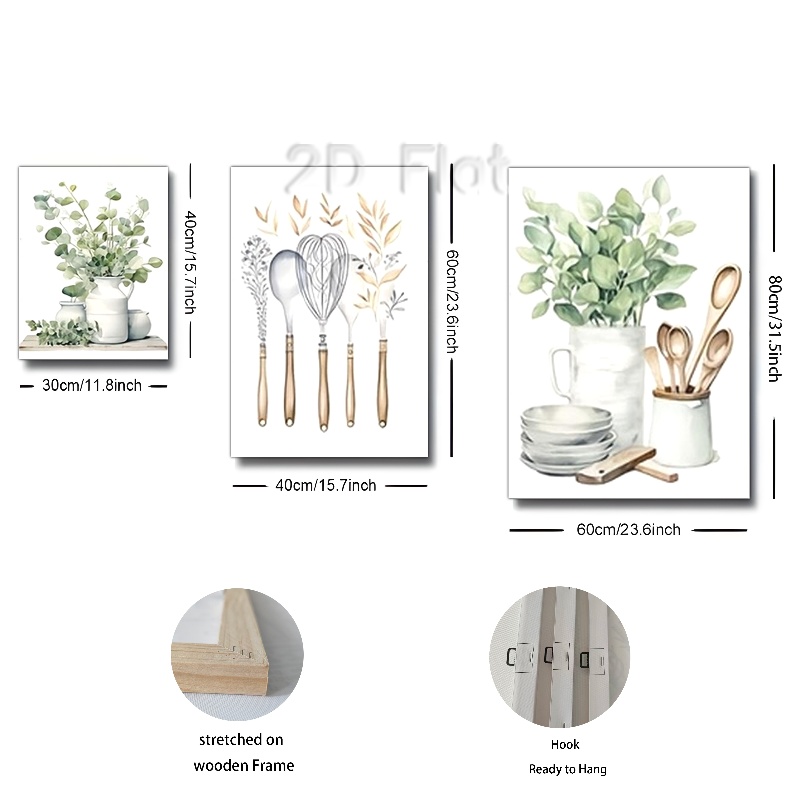 2D Flat
40cm/15.7inch
30cm/11.8inch
60cm/23.6inch
40cm/15.7inch
80cm/31.5inch
60cm/23.6inch
stretched on
wooden Frame
Hook
Ready to Hang